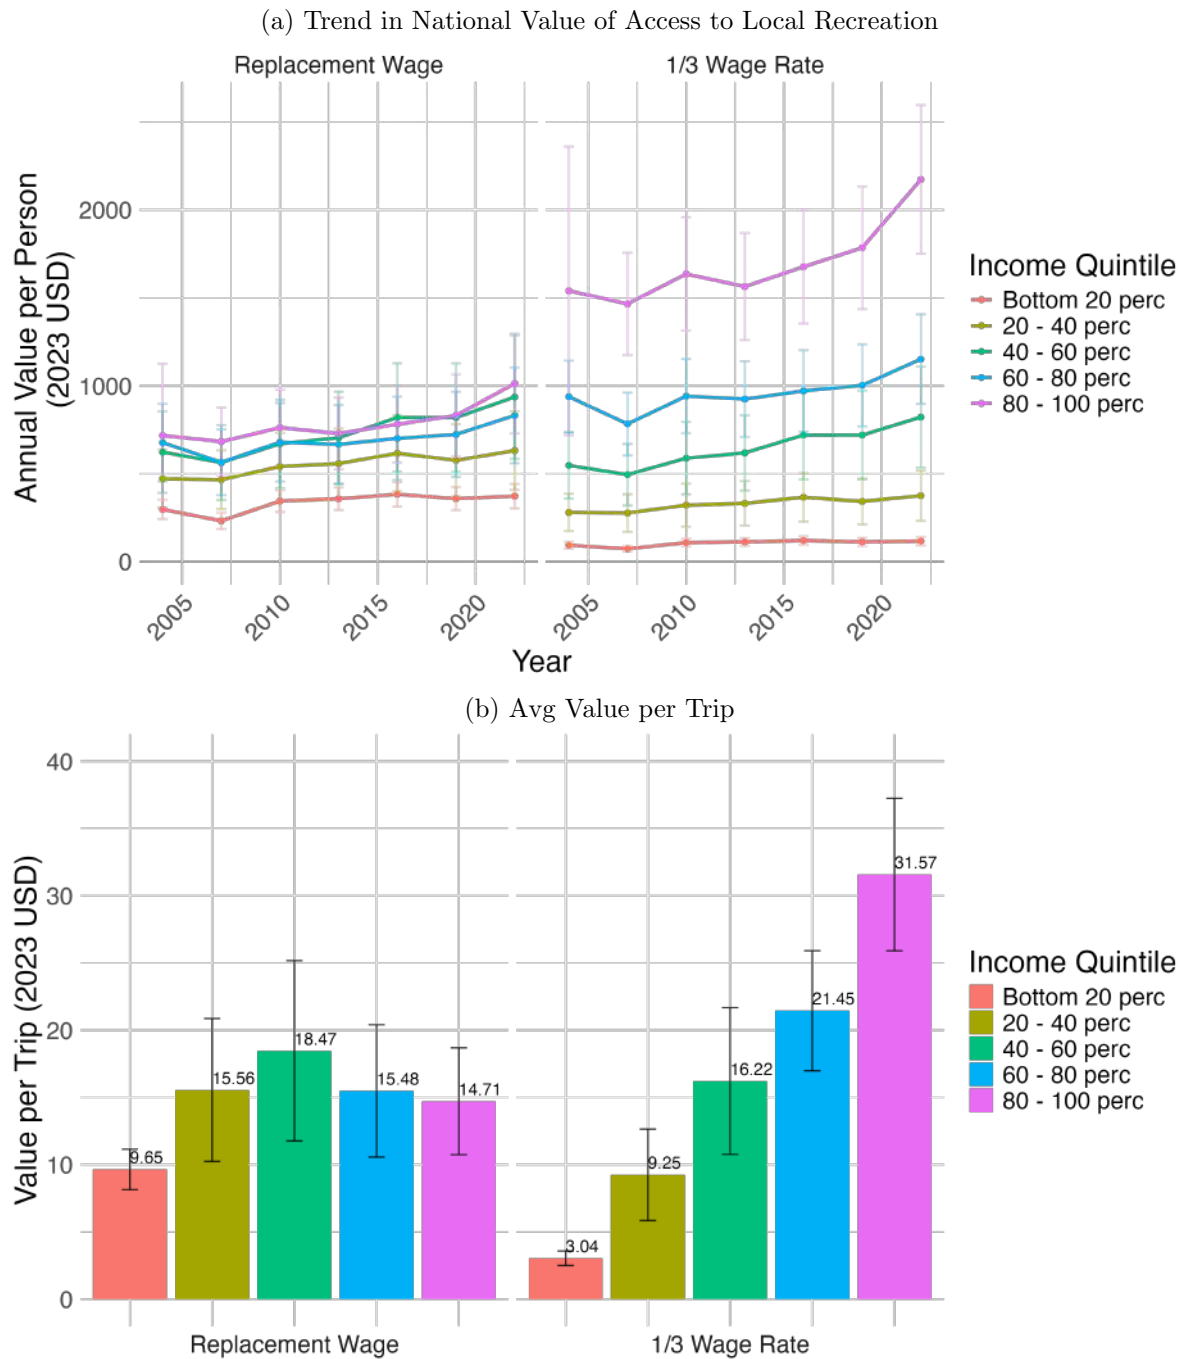 (a) Trend in National Value of Access to Local Recreation
Replacement Wage
1/3 Wage Rate
Annual Value per Person
(2023 USD)
2000
1000
0
2005
2010
2015
2020
2005
2010
2015
2020
Year
Income Quintile
Bottom 20 perc
20 - 40 perc
40 - 60 perc
60 - 80 perc
80 - 100 perc
(b) Avg Value per Trip
Value per Trip (2023 USD)
40
30
20
10
0
9.65
15.56
18.47
15.48
14.71
3.04
9.25
16.22
21.45
31.57
Replacement Wage
1/3 Wage Rate
Income Quintile
Bottom 20 perc
20 - 40 perc
40 - 60 perc
60 - 80 perc
80 - 100 perc